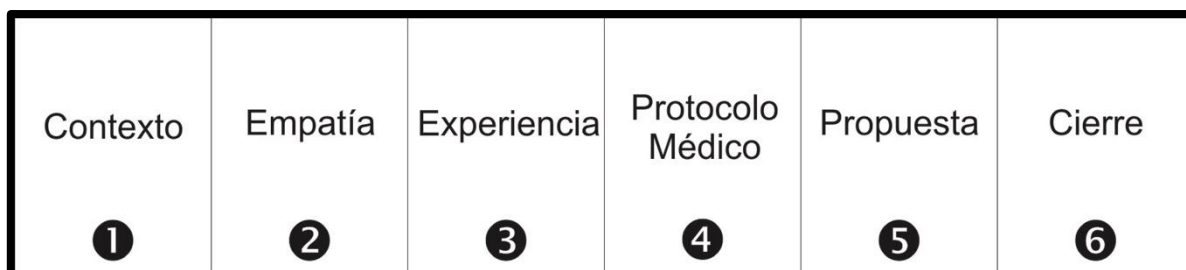 Contexto
Empatía
Experiencia
Protocolo
Médico
Propuesta
Cierre
1
2
3
4
5
6